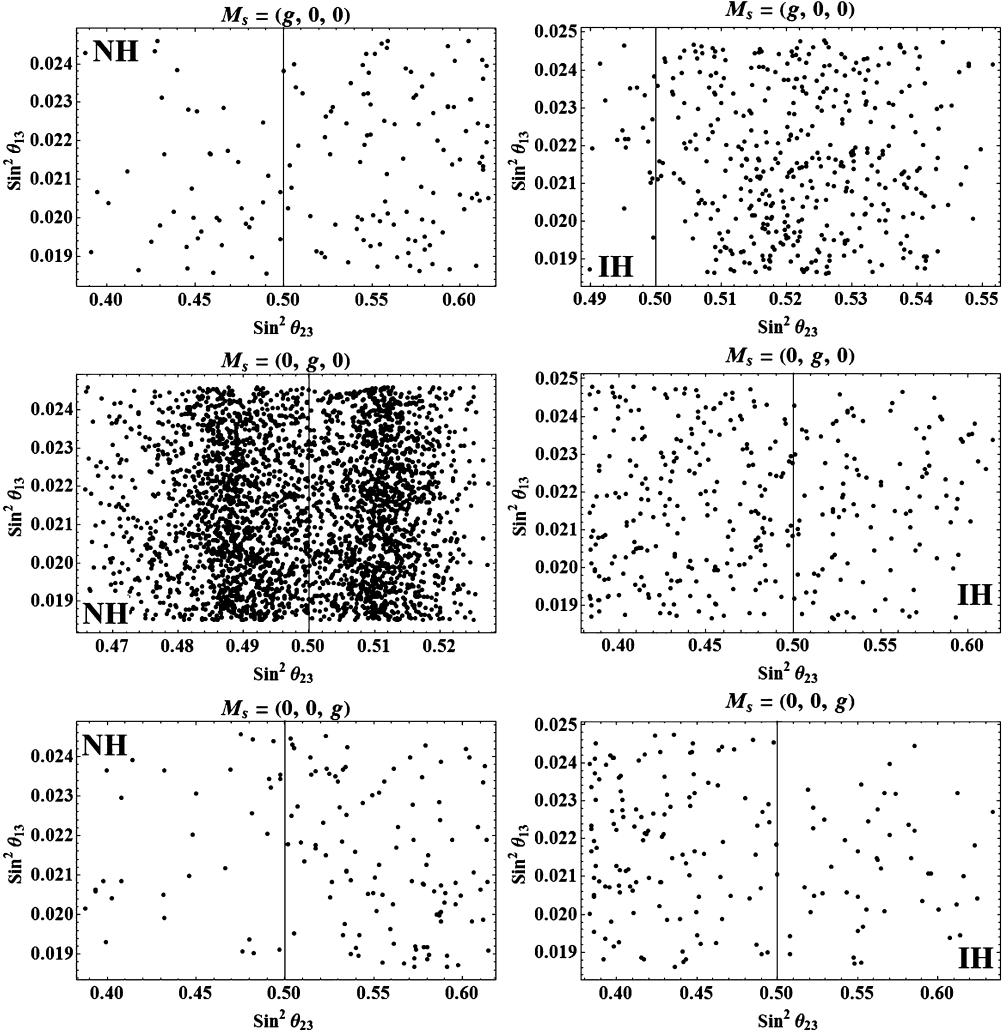 M_s = (g, 0, 0)
NH
0.024
0.023
0.022
0.021
0.020
0.019
Sin² θ₁₃
0.40 0.45 0.50 0.55 0.60
Sin² θ₂₃
M_s = (g, 0, 0)
0.025
0.024
0.023
0.022
0.021
0.020
0.019
Sin² θ₁₃
IH
0.49 0.50 0.51 0.52 0.53 0.54 0.55
Sin² θ₂₃
M_s = (0, g, 0)
0.024
0.023
0.022
0.021
0.020
0.019
Sin² θ₁₃
NH
0.47 0.48 0.49 0.50 0.51 0.52
Sin² θ₂₃
M_s = (0, g, 0)
0.025
0.024
0.023
0.022
0.021
0.020
0.019
Sin² θ₁₃
IH
0.40 0.45 0.50 0.55 0.60
Sin² θ₂₃
M_s = (0, 0, g)
NH
0.024
0.023
0.022
0.021
0.020
0.019
Sin² θ₁₃
0.40 0.45 0.50 0.55 0.60
Sin² θ₂₃
M_s = (0, 0, g)
0.025
0.024
0.023
0.022
0.021
0.020
0.019
Sin² θ₁₃
IH
0.40 0.45 0.50 0.55 0.60
Sin² θ₂₃